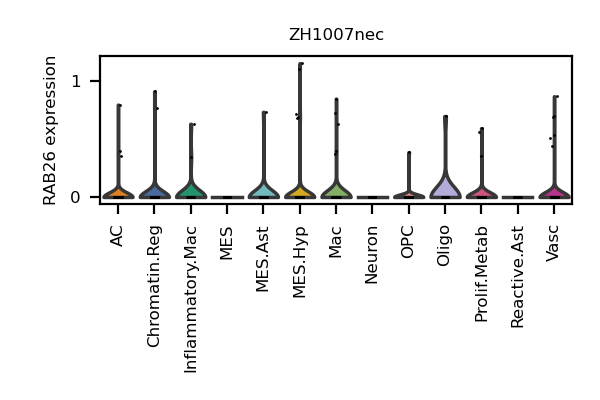 ZH1007nec
RAB26 expression
1
0
AC
Chromatin.Reg
Inflammatory.Mac
MES
MES.Ast
MES.Hyp
Mac
Neuron
OPC
Oligo
Prolif.Metab
Reactive.Ast
Vasc